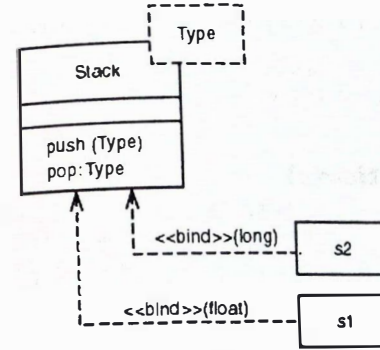 Type
Stack
push (Type)
pop: Type
<<bind>>(long)
s2
<<bind>>(float)
s1